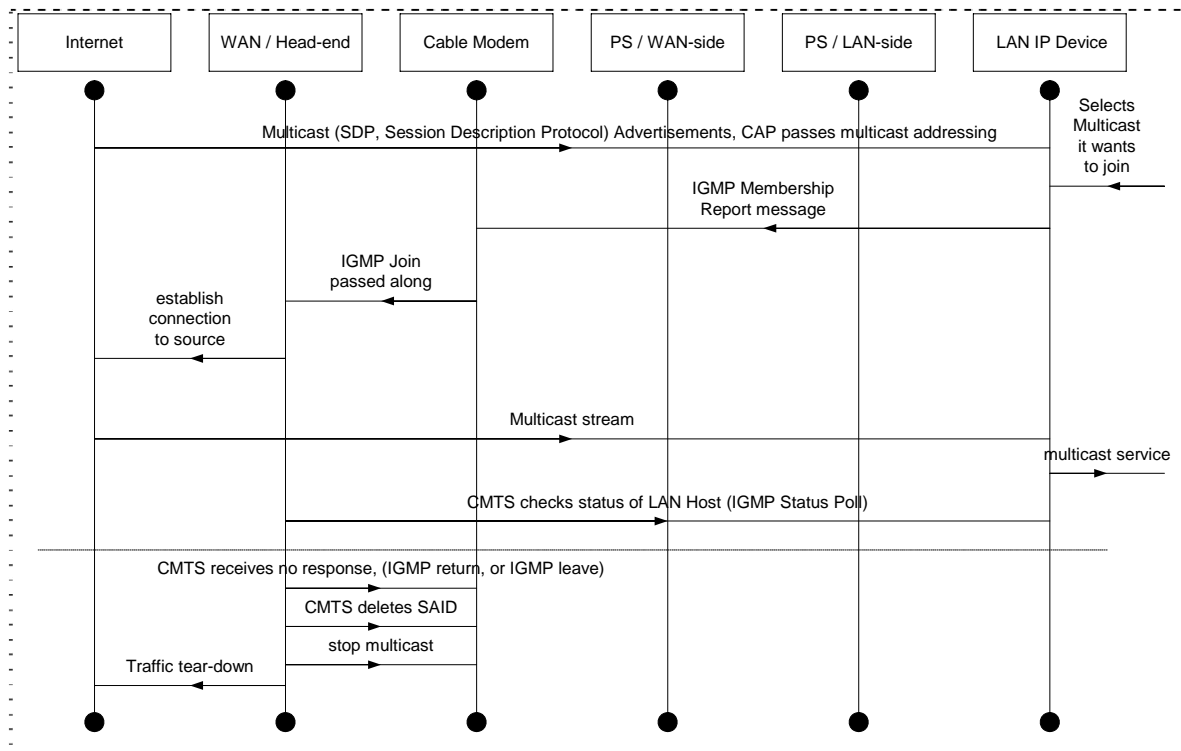 Internet
WAN / Head-end
Cable Modem
PS / WAN-side
PS / LAN-side
LAN IP Device
Multicast (SDP, Session Description Protocol) Advertisements, CAP passes multicast addressing
Selects
Multicast
it wants
to join
IGMP Membership
Report message
IGMP Join
passed along
establish
connection
to source
Multicast stream
multicast service
CMTS checks status of LAN Host (IGMP Status Poll)
CMTS receives no response, (IGMP return, or IGMP leave)
CMTS deletes SAID
stop multicast
Traffic tear-down